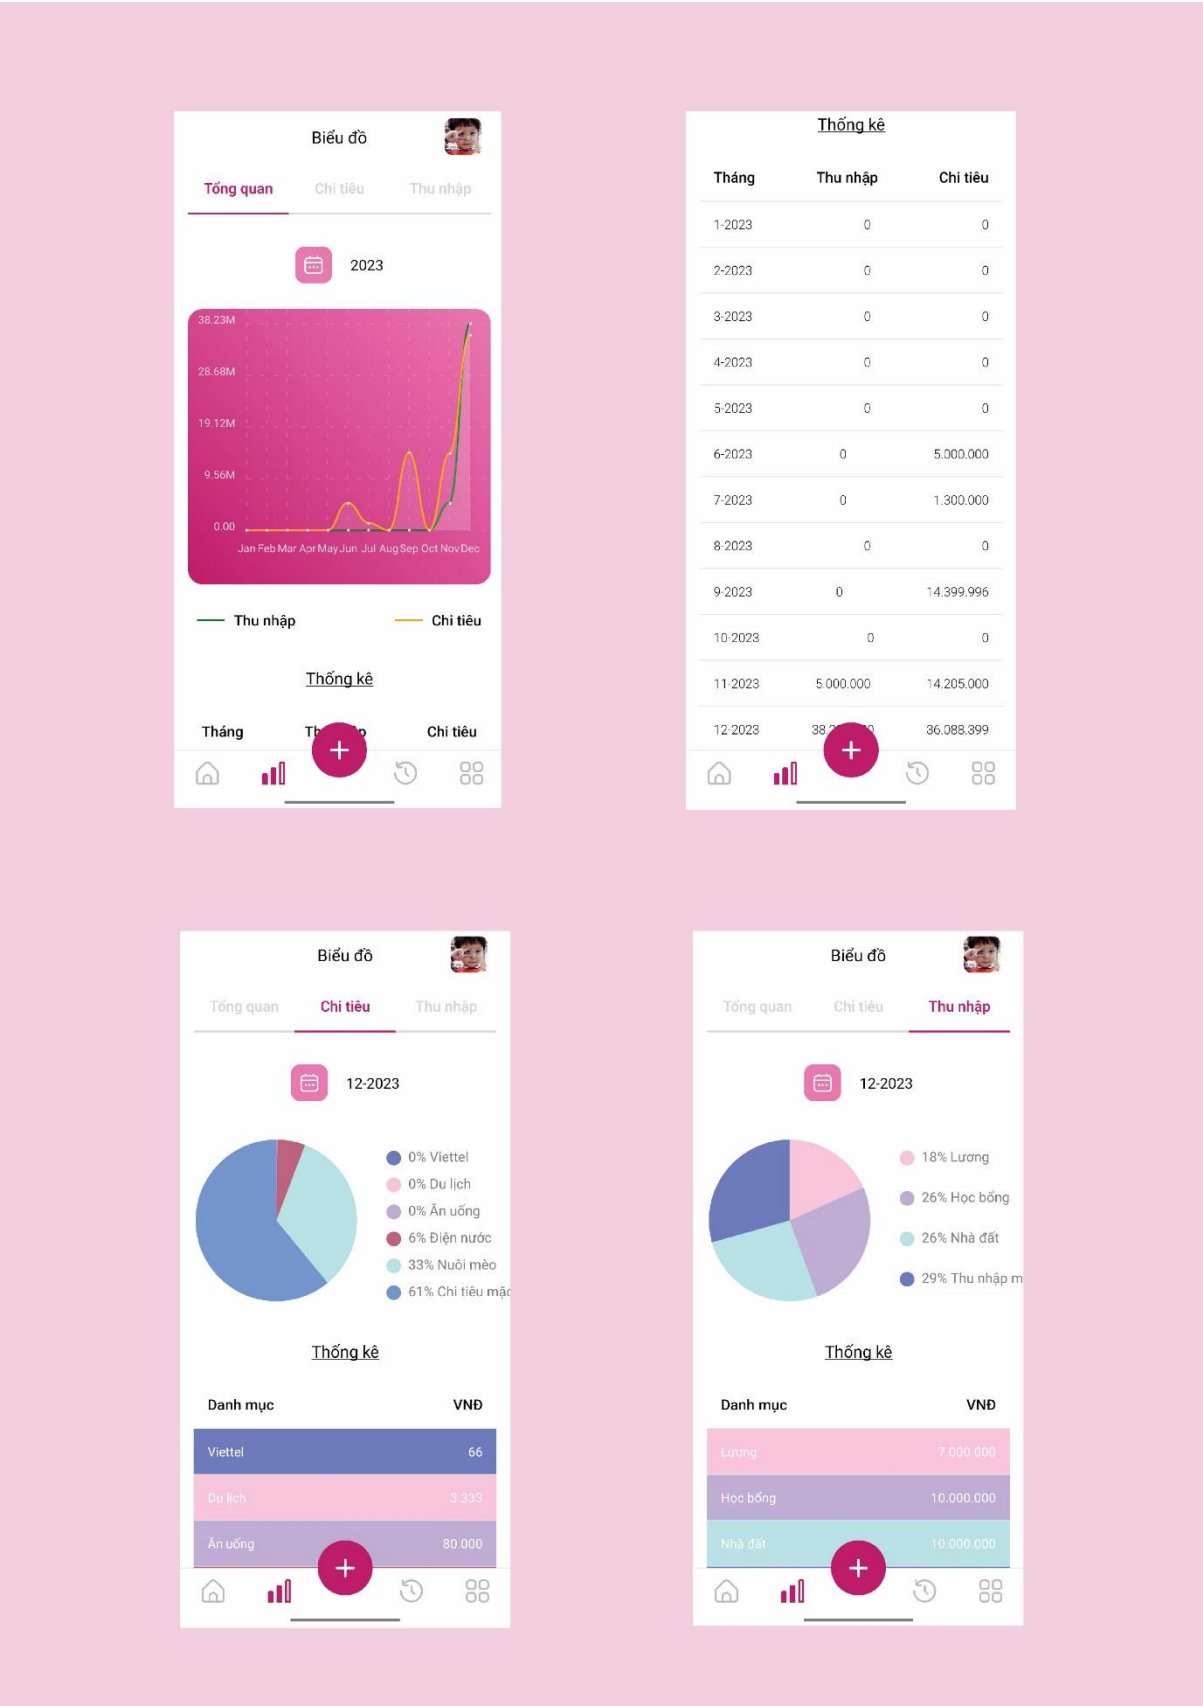 Biểu đồ
Tổng quan Chi tiêu Thu nhập
2023
38.23M
28.68M
19.12M
9.56M
0.00
Jan Feb Mar Apr May Jun Jul Aug Sep Oct Nov Dec
Thu nhập Chi tiêu
Thống kê
Tháng Chi tiêu
Thống kê
Tháng Thu nhập Chi tiêu
1-2023 0 0
2-2023 0 0
3-2023 0 0
4-2023 0 0
5-2023 0 0
6-2023 0 5.000.000
7-2023 0 1.300.000
8-2023 0 0
9-2023 0 14.399.996
10-2023 0 0
11-2023 5.000.000 14.205.000
12-2023 36.088.399
Biểu đồ
Tổng quan Chi tiêu Thu nhập
12-2023
0% Viettel
0% Du lịch
0% Ăn uống
6% Điện nước
33% Nuôi mèo
61% Chi tiêu mặc
Thống kê
Danh mục VNĐ
Viettel 66
Du lịch 3.333
Ăn uống 80.000
Biểu đồ
Tổng quan Chi tiêu Thu nhập
12-2023
18% Lương
26% Học bổng
26% Nhà đất
29% Thu nhập m
Thống kê
Danh mục VNĐ
Lương 7.000.000
Học bổng 10.000.000
Nhà đất 10.000.000